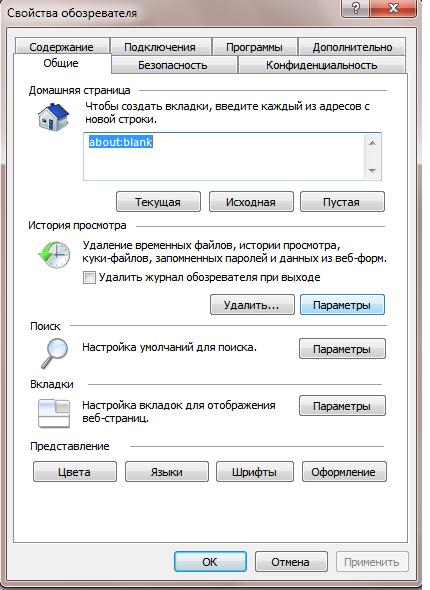 Свойства обозревателя
Содержание Подключения Программы Дополнительно
Общие Безопасность Конфиденциальность
Домашняя страница
Чтобы создать вкладки, введите каждый из адресов с
новой строки.
about:blank
Текущая Исходная Пустая
История просмотра
Удаление временных файлов, истории просмотра,
куки-файлов, запомненных паролей и данных из веб-форм.
Удалить журнал обозревателя при выходе
Удалить... Параметры
Поиск
Настройка умолчаний для поиска. Параметры
Вкладки
Настройка вкладок для отображения
веб-страниц.
Параметры
Представление
Цвета Языки Шрифты Оформление
OK Отмена Применить